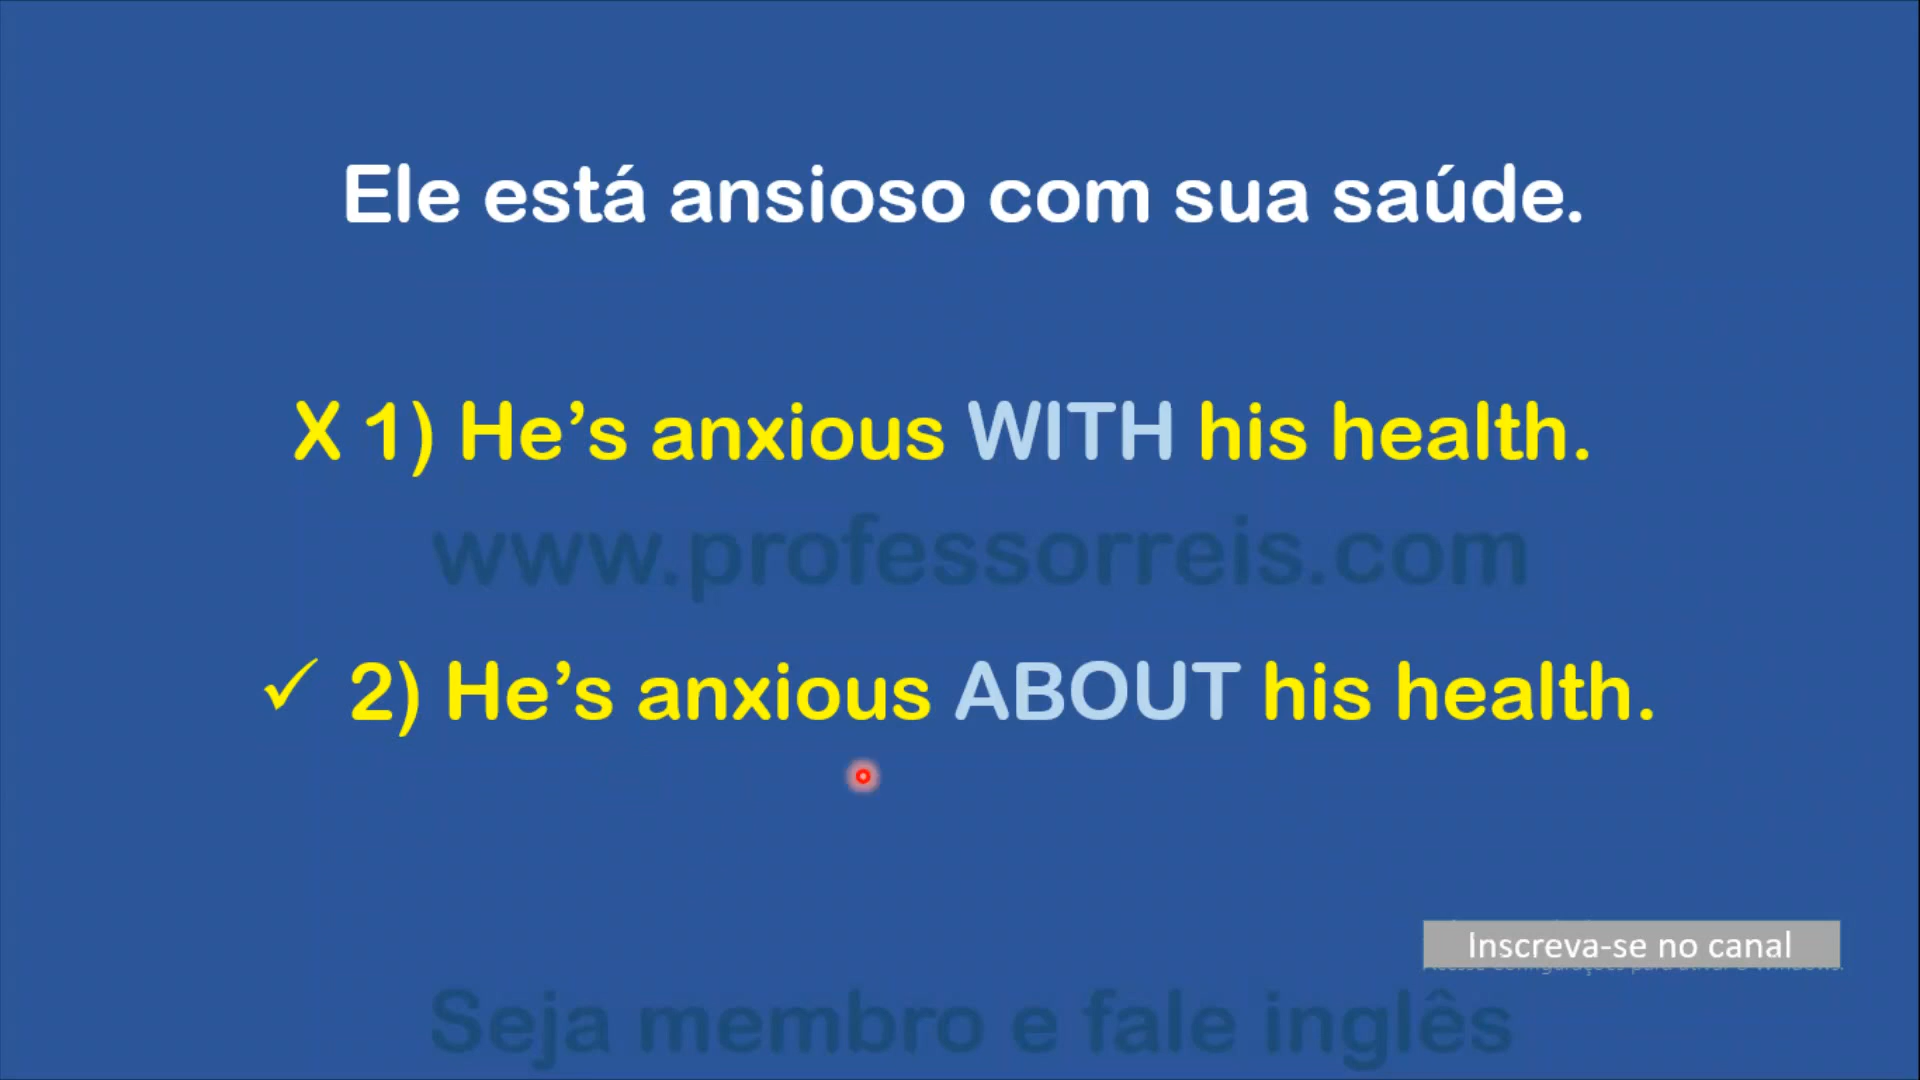 Ele está ansioso com sua saúde.
X 1) He’s anxious WITH his health.
www.professorreis.com
✓ 2) He’s anxious ABOUT his health.
Inscreva-se no canal
Seja membro e fale inglês